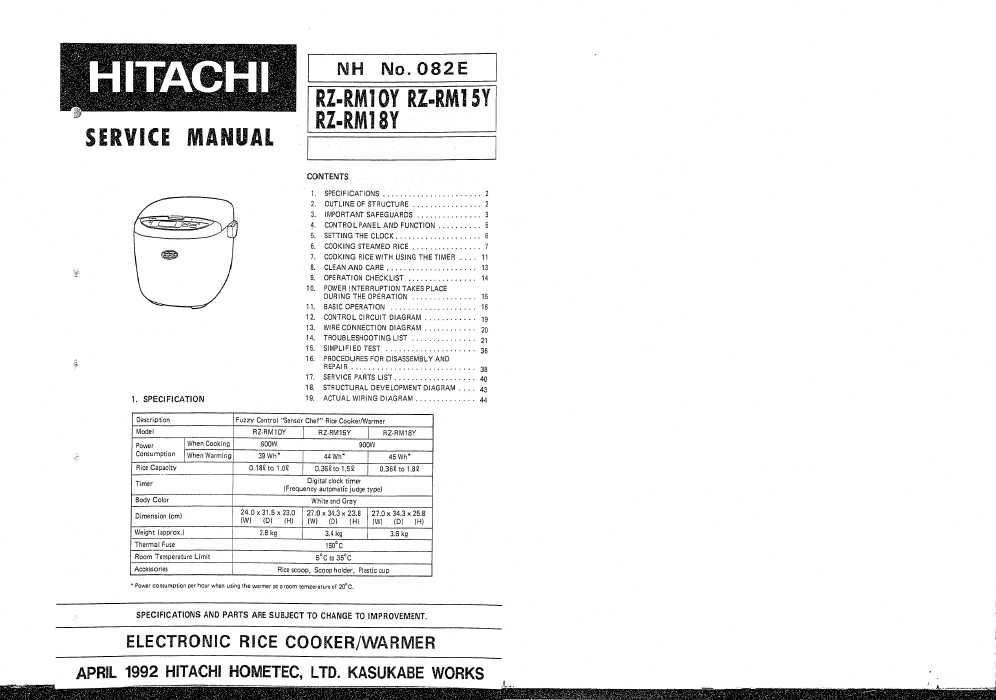 HITACHI
SERVICE MANUAL
NH No. 082E
RZ-RM10Y RZ-RM15Y
RZ-RM18Y
CONTENTS
1. SPECIFICATIONS ....................... 2
2. OUTLINE OF STRUCTURE ................ 2
3. IMPORTANT SAFEGUARDS ............... 3
4. CONTROL PANEL AND FUNCTION .......... 5
5. SETTING THE CLOCK.................... 6
6. COOKING STEAMED RICE ................ 7
7. COOKING RICE WITH USING THE TIMER .... 11
8. CLEAN AND CARE ..................... 13
9. OPERATION CHECKLIST ................ 14
10. POWER INTERRUPTION TAKES PLACE
DURING THE OPERATION ............... 15
11. BASIC OPERATION .................... 16
12. CONTROL CIRCUIT DIAGRAM ............ 19
13. WIRE CONNECTION DIAGRAM ............ 20
14. TROUBLESHOOTING LIST ............... 21
15. SIMPLIFIED TEST ..................... 36
16. PROCEDURES FOR DISASSEMBLY AND
REPAIR ............................. 38
17. SERVICE PARTS LIST................... 40
18. STRUCTURAL DEVELOPMENT DIAGRAM .... 43
19. ACTUAL WIRING DIAGRAM .............. 44
1. SPECIFICATION
Description Fuzzy Control "Sensor Chef" Rice Cooker/Warmer
Model RZ-RM10Y RZ-RM15Y RZ-RM18Y
Power Consumption When Cooking 600W 900W
When Warming 39 Wh* 44 Wh* 45 Wh*
Rice Capacity 0.18ℓ to 1.0ℓ 0.36ℓ to 1.5ℓ 0.36ℓ to 1.8ℓ
Timer Digital clock timer
(Frequency automatic judge type)
Body Color White and Gray
Dimension (cm) 24.0 x 31.5 x 23.0 27.0 x 34.3 x 23.8 27.0 x 34.3 x 25.8
(W) (D) (H) (W) (D) (H) (W) (D) (H)
Weight (approx.) 2.8 kg 3.4 kg 3.6 kg
Thermal Fuse 150°C
Room Temperature Limit 5°C to 35°C
Accessories Rice scoop, Scoop holder, Plastic cup
* Power consumption per hour when using the warmer at a room temperature of 20°C.
SPECIFICATIONS AND PARTS ARE SUBJECT TO CHANGE TO IMPROVEMENT.
ELECTRONIC RICE COOKER/WARMER
APRIL 1992 HITACHI HOMETEC, LTD. KASUKABE WORKS